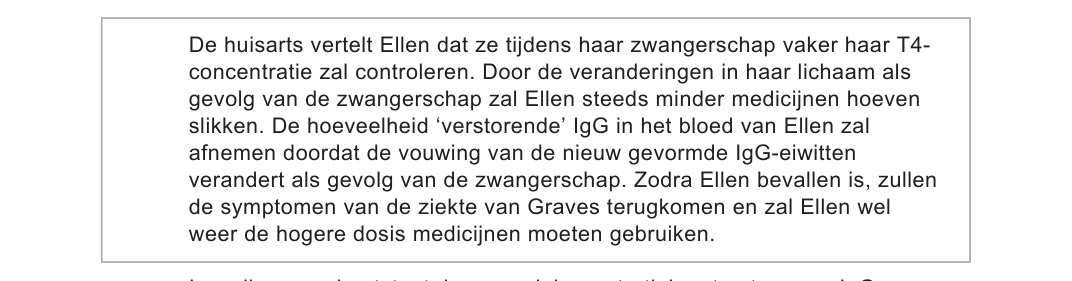 De huisarts vertelt Ellen dat ze tijdens haar zwangerschap vaker haar T4-
concentratie zal controleren. Door de veranderingen in haar lichaam als
gevolg van de zwangerschap zal Ellen steeds minder medicijnen hoeven
slikken. De hoeveelheid ‘verstorende’ IgG in het bloed van Ellen zal
afnemen doordat de vouwing van de nieuw gevormde IgG-eiwitten
verandert als gevolg van de zwangerschap. Zodra Ellen bevallen is, zullen
de symptomen van de ziekte van Graves terugkomen en zal Ellen wel
weer de hogere dosis medicijnen moeten gebruiken.